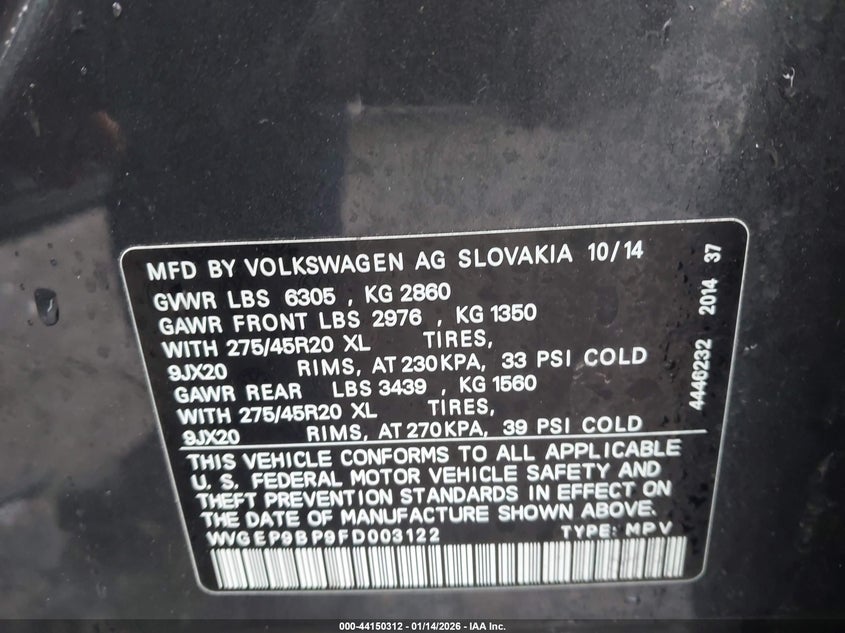 MFD BY VOLKSWAGEN AG SLOVAKIA 10/14
GVWR LBS 6305 , KG 2860
GAWR FRONT LBS 2976 , KG 1350
WITH 275/45R20 XL TIRES,
9JX20 RIMS, AT 230 KPA, 33 PSI COLD
GAWR REAR LBS 3439 , KG 1560
WITH 275/45R20 XL TIRES,
9JX20 RIMS, AT 270 KPA, 39 PSI COLD
THIS VEHICLE CONFORMS TO ALL APPLICABLE
U. S. FEDERAL MOTOR VEHICLE SAFETY AND
THEFT PREVENTION STANDARDS IN EFFECT ON
THE DATE OF MANUFACTURE SHOWN ABOVE.
WVGEP9BP9FD003122 TYPE: MPV
4446232 2014 37
000-44150312 - 01/14/2026 - IAA Inc.